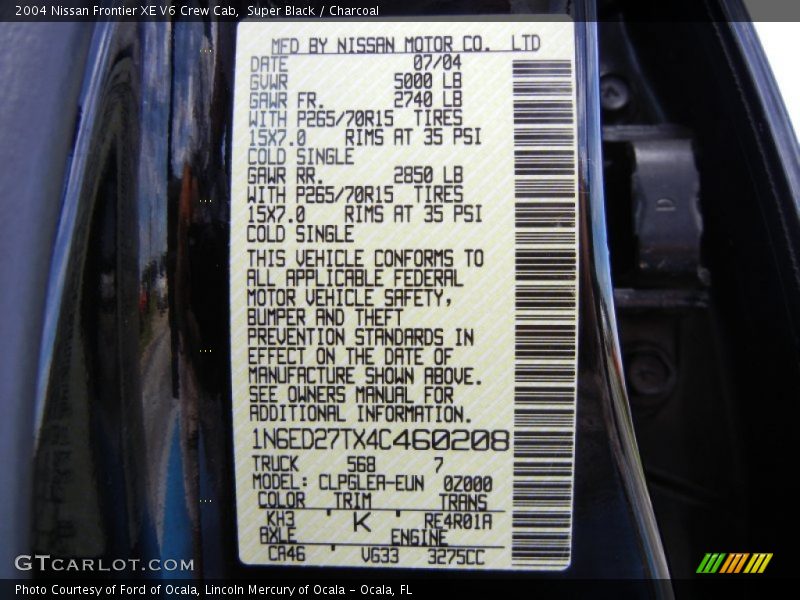 2004 Nissan Frontier XE V6 Crew Cab, Super Black / Charcoal
MFD BY NISSAN MOTOR CO. LTD
DATE 07/04
GVWR 5000 LB
GAWR FR. 2740 LB
WITH P265/70R15 TIRES
15X7.0 RIMS AT 35 PSI
COLD SINGLE
GAWR RR. 2850 LB
WITH P265/70R15 TIRES
15X7.0 RIMS AT 35 PSI
COLD SINGLE
THIS VEHICLE CONFORMS TO
ALL APPLICABLE FEDERAL
MOTOR VEHICLE SAFETY,
BUMPER AND THEFT
PREVENTION STANDARDS IN
EFFECT ON THE DATE OF
MANUFACTURE SHOWN ABOVE.
SEE OWNERS MANUAL FOR
ADDITIONAL INFORMATION.
1N6ED27TX4C460208
TRUCK 568 7
MODEL: CLPGLEA-EUN 0Z000
COLOR TRIM TRANS
KH3 K RE4R01A
AXLE ENGINE
CA46 VG33 3275CC
GTCARLOT.COM
Photo Courtesy of Ford of Ocala, Lincoln Mercury of Ocala - Ocala, FL